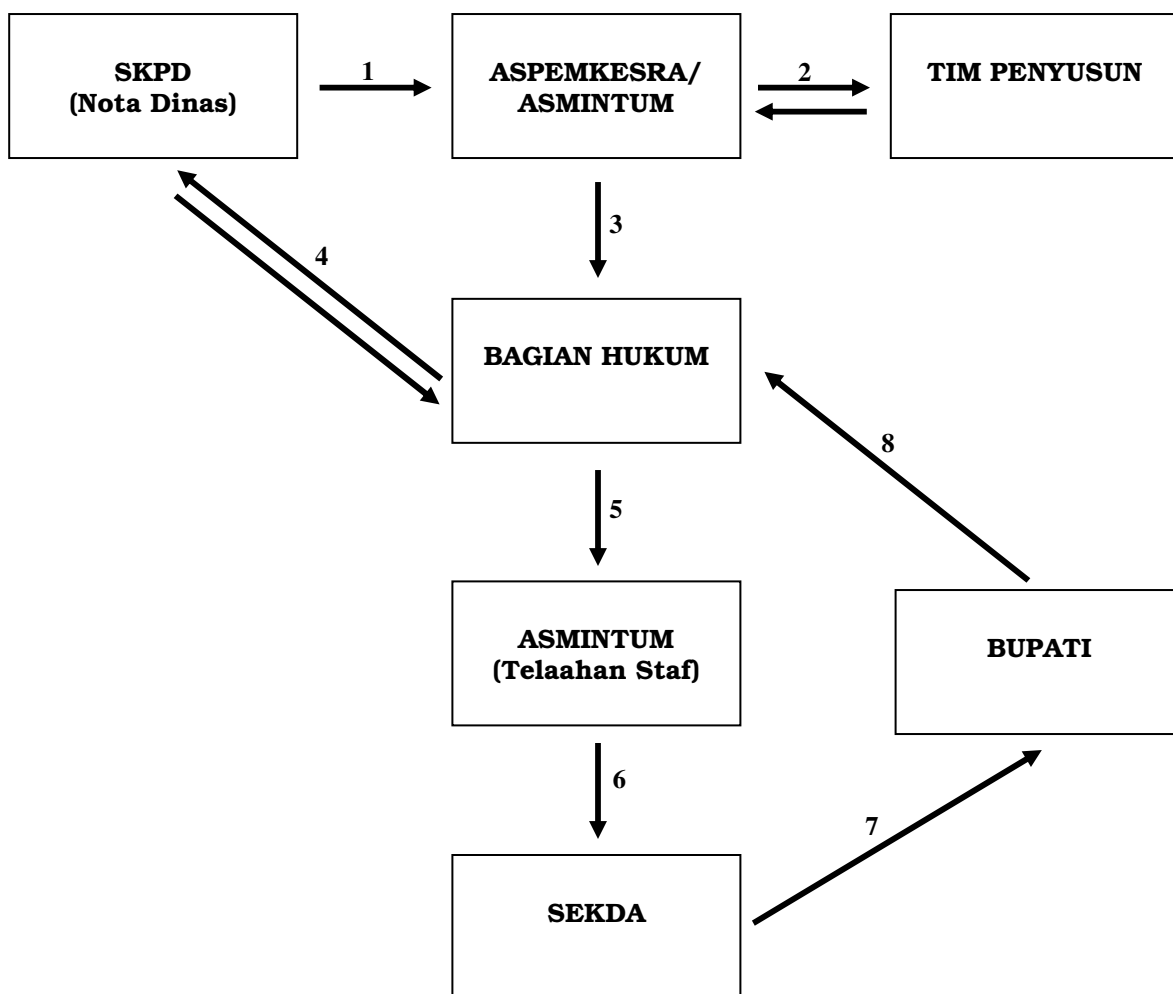 SKPD
(Nota Dinas)
1
ASPEMKESRA/
ASMINTUM
2
TIM PENYUSUN
3
4
BAGIAN HUKUM
8
5
ASMINTUM
(Telaahan Staf)
BUPATI
6
7
SEKDA